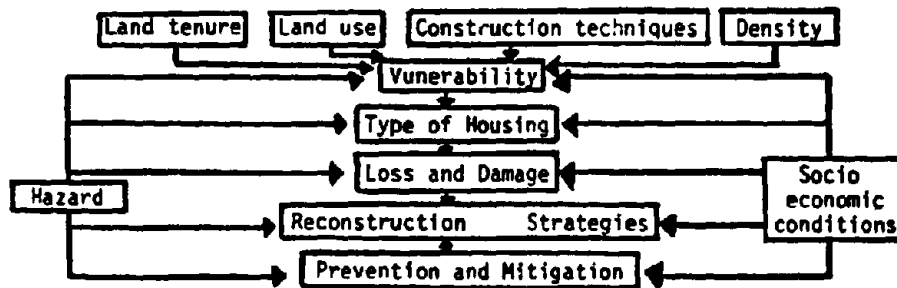 Land tenure
Land use
Construction techniques
Density
Vunerability
Type of Housing
Loss and Damage
Hazard
Socio
economic
conditions
Reconstruction Strategies
Prevention and Mitigation